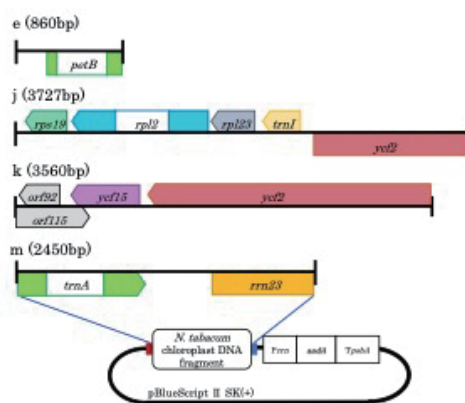 e (860bp)
petB
j (3727bp)
rps19 rpl2 rpl23 trnI
ycf2
k (3560bp)
orf92 ycf15 ycf2
orf115
m (2450bp)
trnA rrn23
N. tabacum
chloroplast DNA
fragment
Prrn aadA TpsbA
pBlueScript II SK(+)